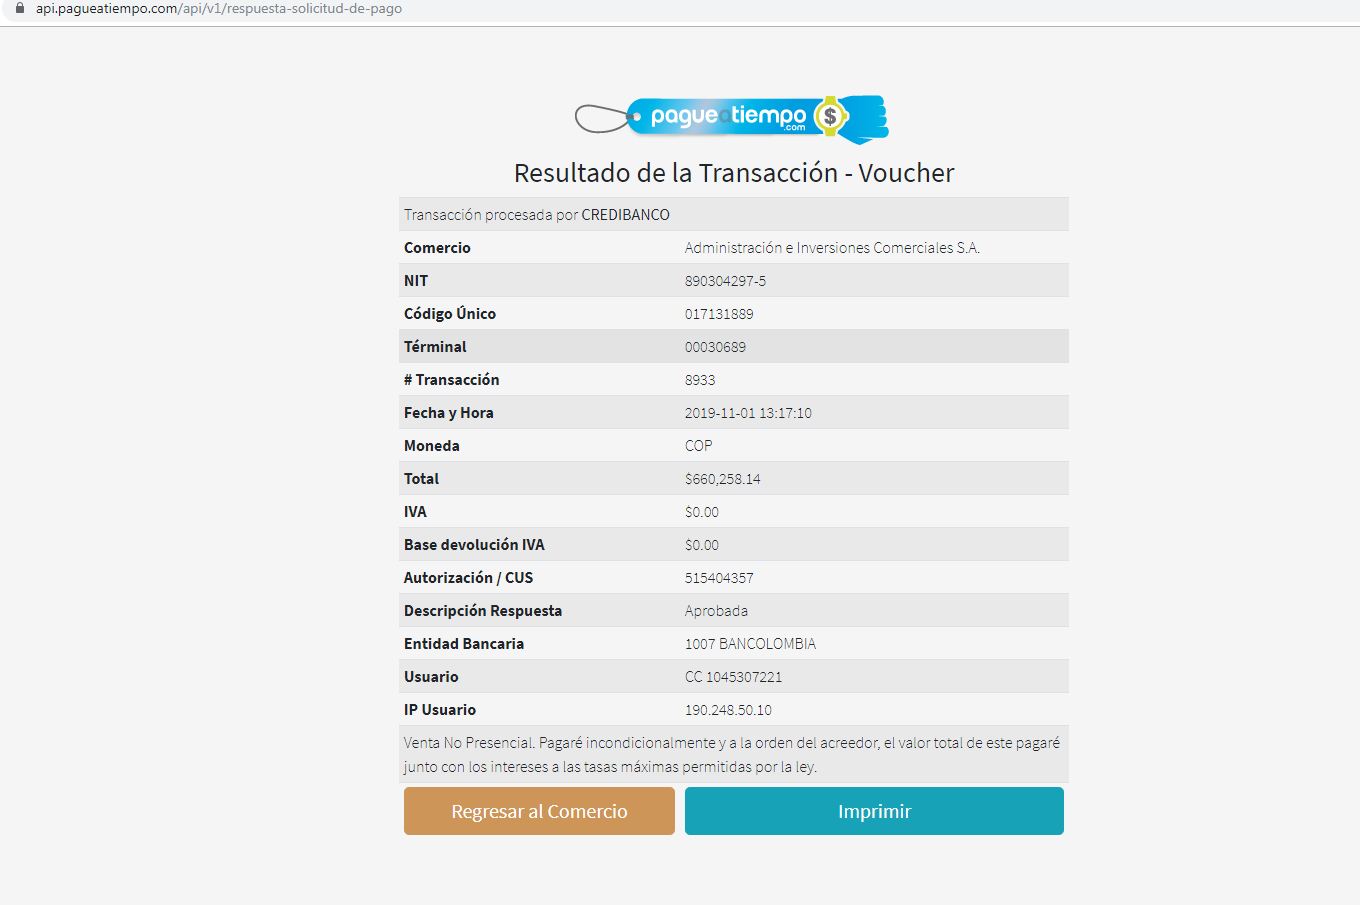 api.pagueatiempo.com/api/v1/respuesta-solicitud-de-pago
pagueatiempo
.com
$
Resultado de la Transacción - Voucher
Transacción procesada por CREDIBANCO
Comercio Administración e Inversiones Comerciales S.A.
NIT 890304297-5
Código Único 017131889
Términal 00030689
# Transacción 8933
Fecha y Hora 2019-11-01 13:17:10
Moneda COP
Total $660,258.14
IVA $0.00
Base devolución IVA $0.00
Autorización / CUS 515404357
Descripción Respuesta Aprobada
Entidad Bancaria 1007 BANCOLOMBIA
Usuario CC 1045307221
IP Usuario 190.248.50.10
Venta No Presencial. Pagaré incondicionalmente y a la orden del acreedor, el valor total de este pagaré
junto con los intereses a las tasas máximas permitidas por la ley.
Regresar al Comercio Imprimir